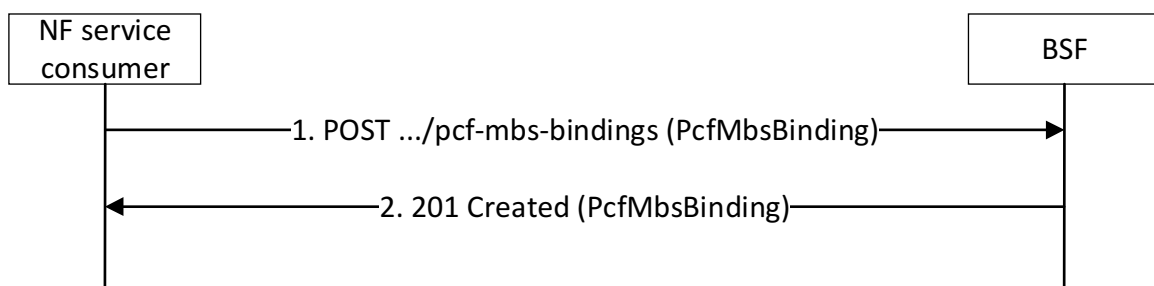 NF service
consumer
BSF
1. POST .../pcf-mbs-bindings (PcfMbsBinding)
2. 201 Created (PcfMbsBinding)